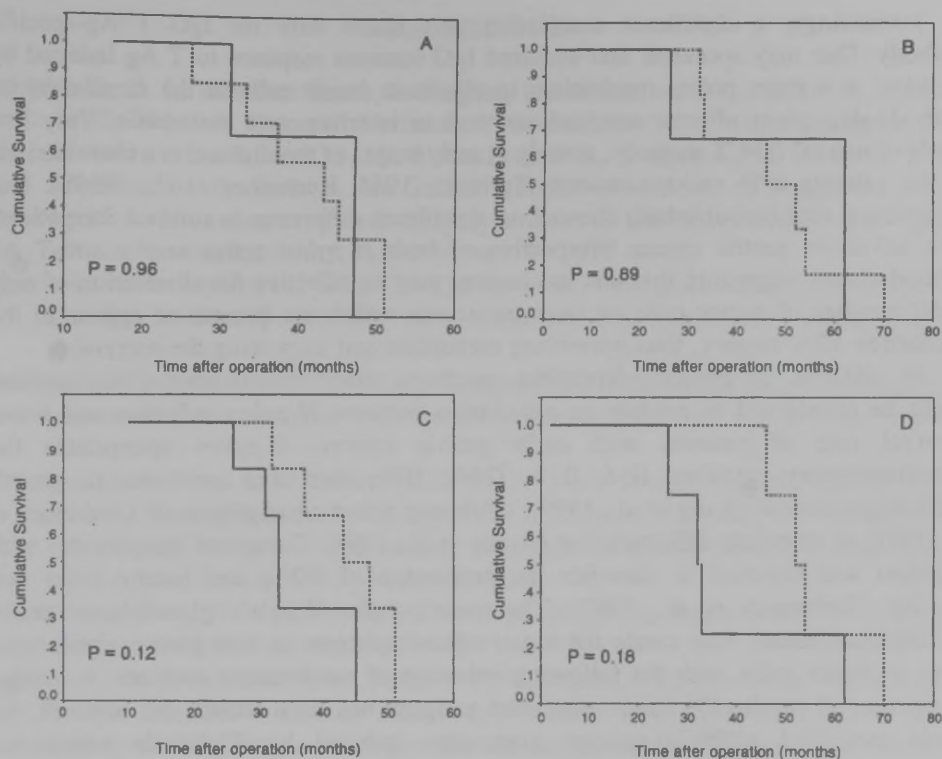 A
Cumulative Survival
1.0
.9
.8
.7
.6
.5
.4
.3
.2
.1
0.0
P = 0.96
10 20 30 40 50 60
Time after operation (months)
B
Cumulative Survival
1.0
.9
.8
.7
.6
.5
.4
.3
.2
.1
0.0
P = 0.89
0 10 20 30 40 50 60 70 80
Time after operation (months)
C
Cumulative Survival
1.0
.9
.8
.7
.6
.5
.4
.3
.2
.1
0.0
P = 0.12
0 10 20 30 40 50 60
Time after operation (months)
D
Cumulative Survival
1.0
.9
.8
.7
.6
.5
.4
.3
.2
.1
0.0
P = 0.16
0 10 20 30 40 50 60 70 80
Time after operation (months)